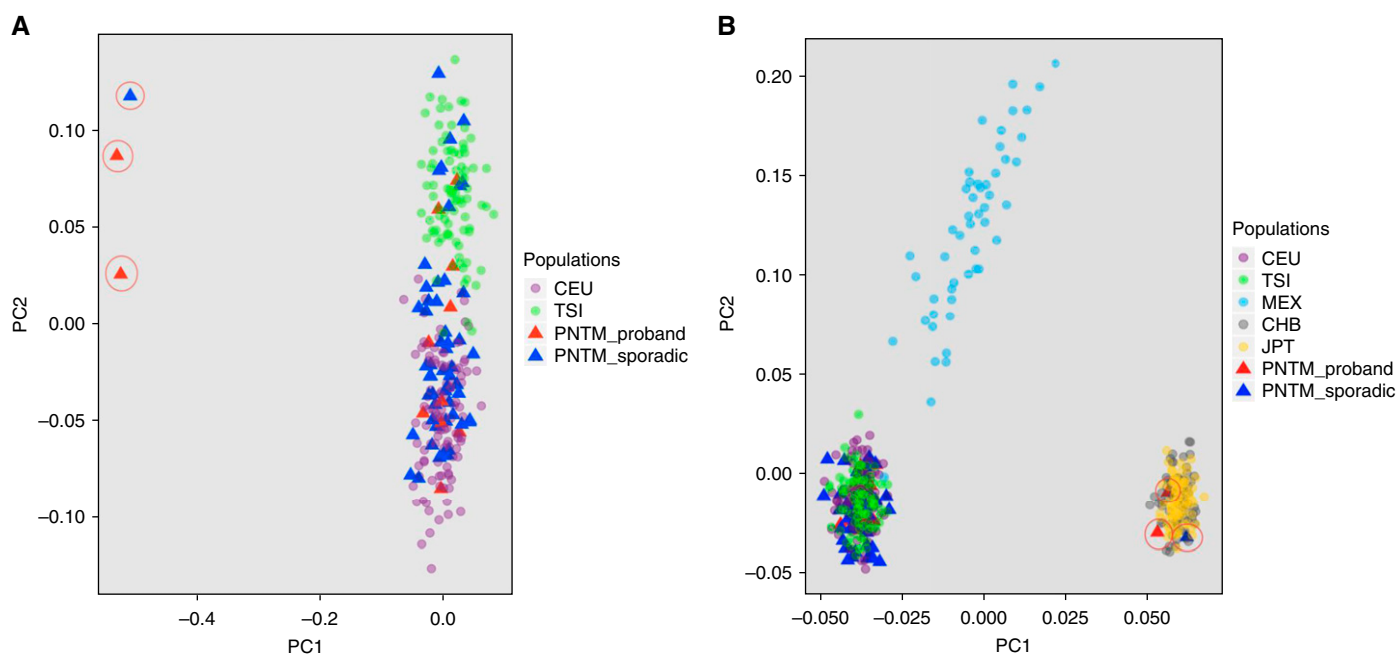 A
PC2
0.10
0.05
0.00
−0.05
−0.10
−0.4
−0.2
0.0
PC1
Populations
CEU
TSI
PNTM_proband
PNTM_sporadic
B
PC2
0.20
0.15
0.10
0.05
0.00
−0.05
−0.050
−0.025
0.000
0.025
0.050
PC1
Populations
CEU
TSI
MEX
CHB
JPT
PNTM_proband
PNTM_sporadic